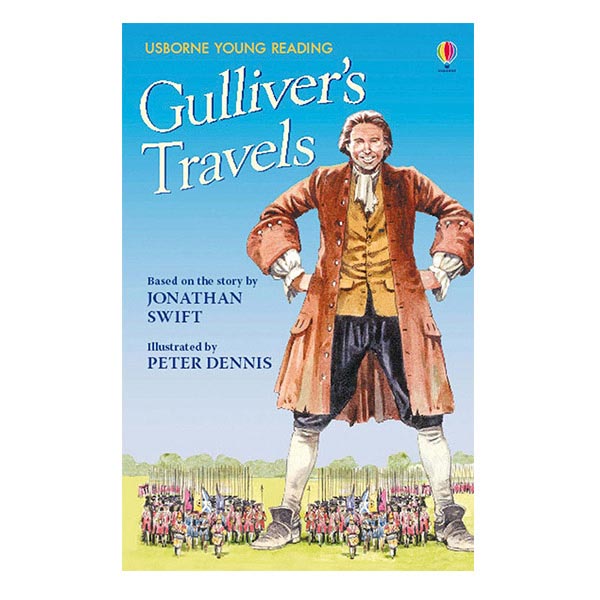 USBORNE YOUNG READING
Gulliver's
Travels
Based on the story by
JONATHAN
SWIFT
Illustrated by
PETER DENNIS